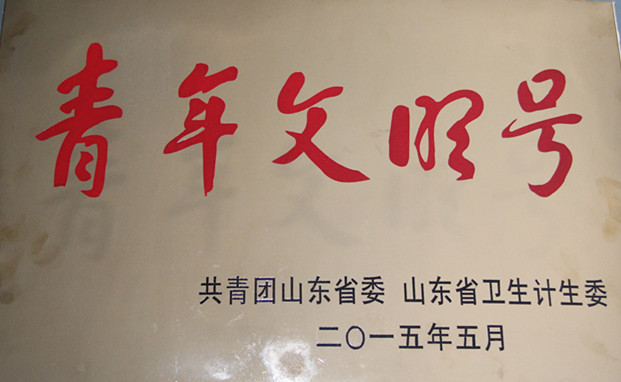 青年文明号
共青团山东省委 山东省卫生计生委
二〇一五年五月